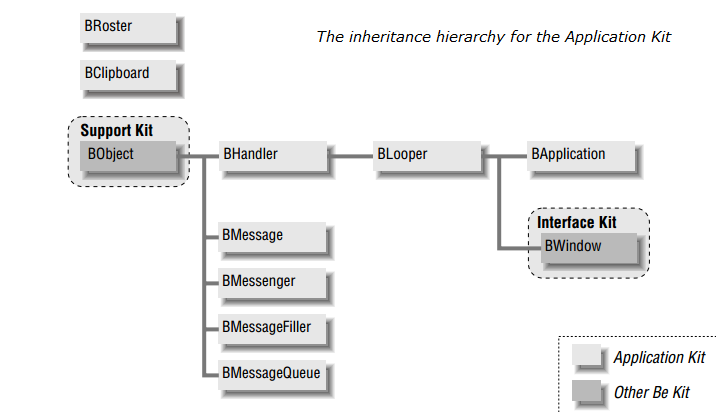 BRoster
The inheritance hierarchy for the Application Kit
BClipboard
Support Kit
BObject
BHandler
BLooper
BApplication
Interface Kit
BWindow
BMessage
BMessenger
BMessageFiller
BMessageQueue
Application Kit
Other Be Kit